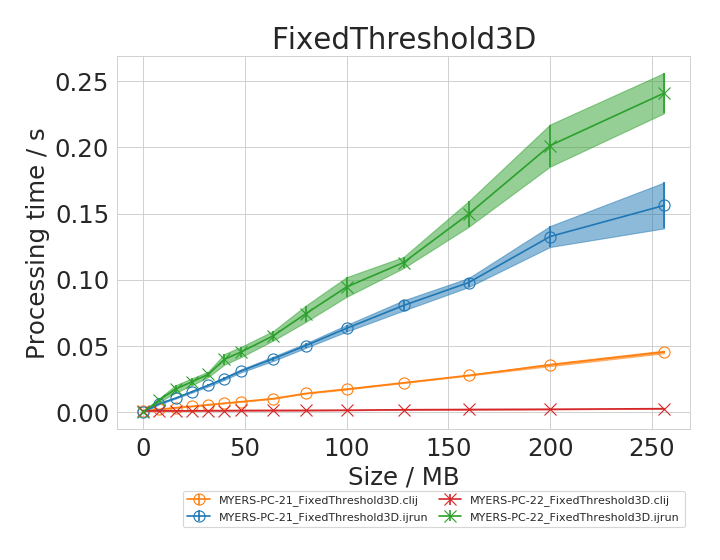 FixedThreshold3D
0.25
0.20
0.15
0.10
0.05
0.00
Processing time / s
0 50 100 150 200 250
Size / MB
MYERS-PC-21_FixedThreshold3D.clij MYERS-PC-22_FixedThreshold3D.clij
MYERS-PC-21_FixedThreshold3D.ijrun MYERS-PC-22_FixedThreshold3D.ijrun